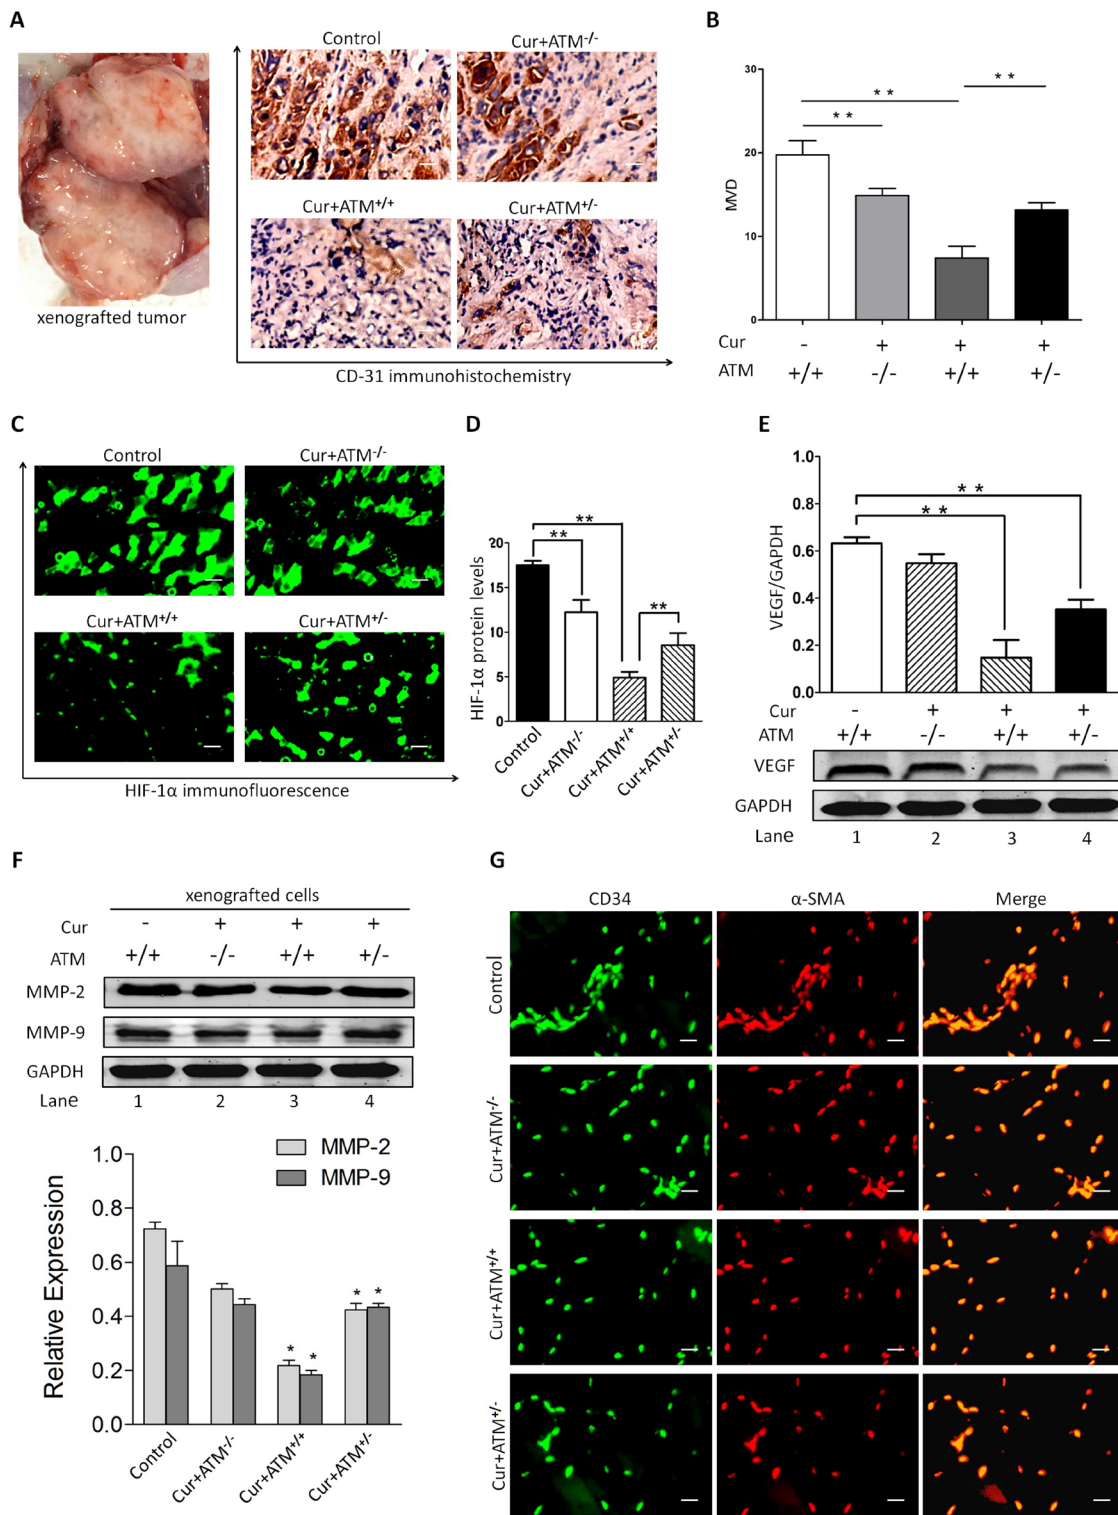 A
Control
Cur+ATM-/-
Cur+ATM+/+
Cur+ATM+/-
xenografted tumor
CD-31 immunohistochemistry
B
30
20
10
0
MVD
* *
* *
* *
Cur - + + +
ATM +/+ -/- +/+ +/-
C
Control
Cur+ATM-/-
Cur+ATM+/+
Cur+ATM+/-
HIF-1α immunofluorescence
D
HIF-1α protein levels
20
15
10
5
0
**
**
**
Control
Cur+ATM-/-
Cur+ATM+/+
Cur+ATM+/-
E
VEGF/GAPDH
1.0
0.8
0.6
0.4
0.2
0.0
* *
* *
Cur - + + +
ATM +/+ -/- +/+ +/-
VEGF
GAPDH
Lane 1 2 3 4
F
xenografted cells
Cur - + + +
ATM +/+ -/- +/+ +/-
MMP-2
MMP-9
GAPDH
Lane 1 2 3 4
MMP-2
MMP-9
Relative Expression
1.0
0.8
0.6
0.4
0.2
0.0
* *
* *
Control
Cur+ATM-/-
Cur+ATM+/+
Cur+ATM+/-
G
CD34 α-SMA Merge
Control
Cur+ATM-/-
Cur+ATM+/+
Cur+ATM+/-